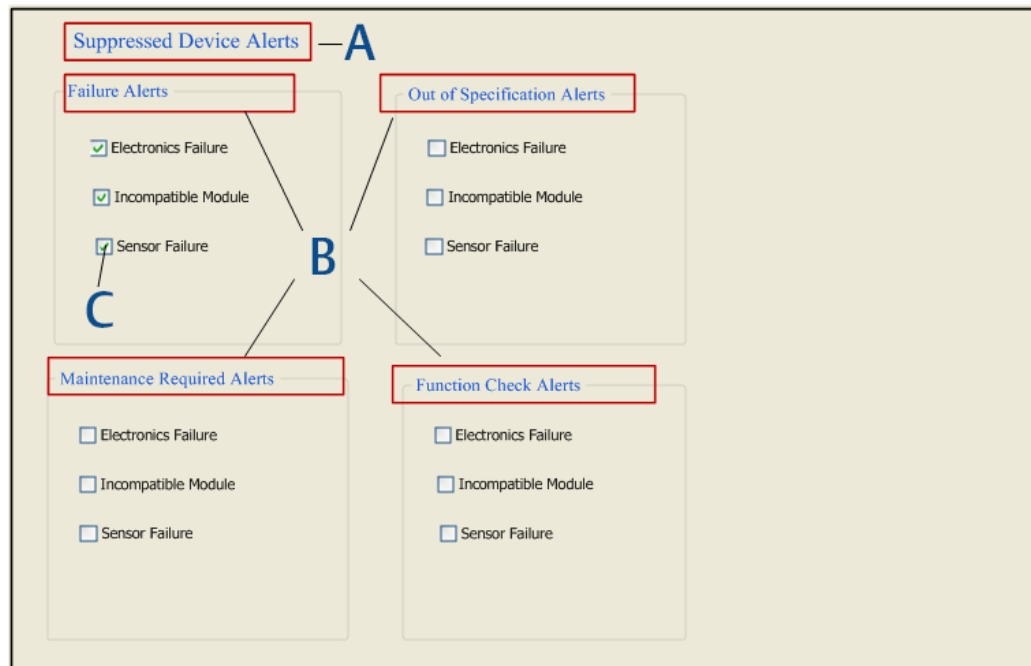 Suppressed Device Alerts
A
Failure Alerts
Electronics Failure
Incompatible Module
Sensor Failure
C
Out of Specification Alerts
Electronics Failure
Incompatible Module
Sensor Failure
B
Maintenance Required Alerts
Electronics Failure
Incompatible Module
Sensor Failure
Function Check Alerts
Electronics Failure
Incompatible Module
Sensor Failure